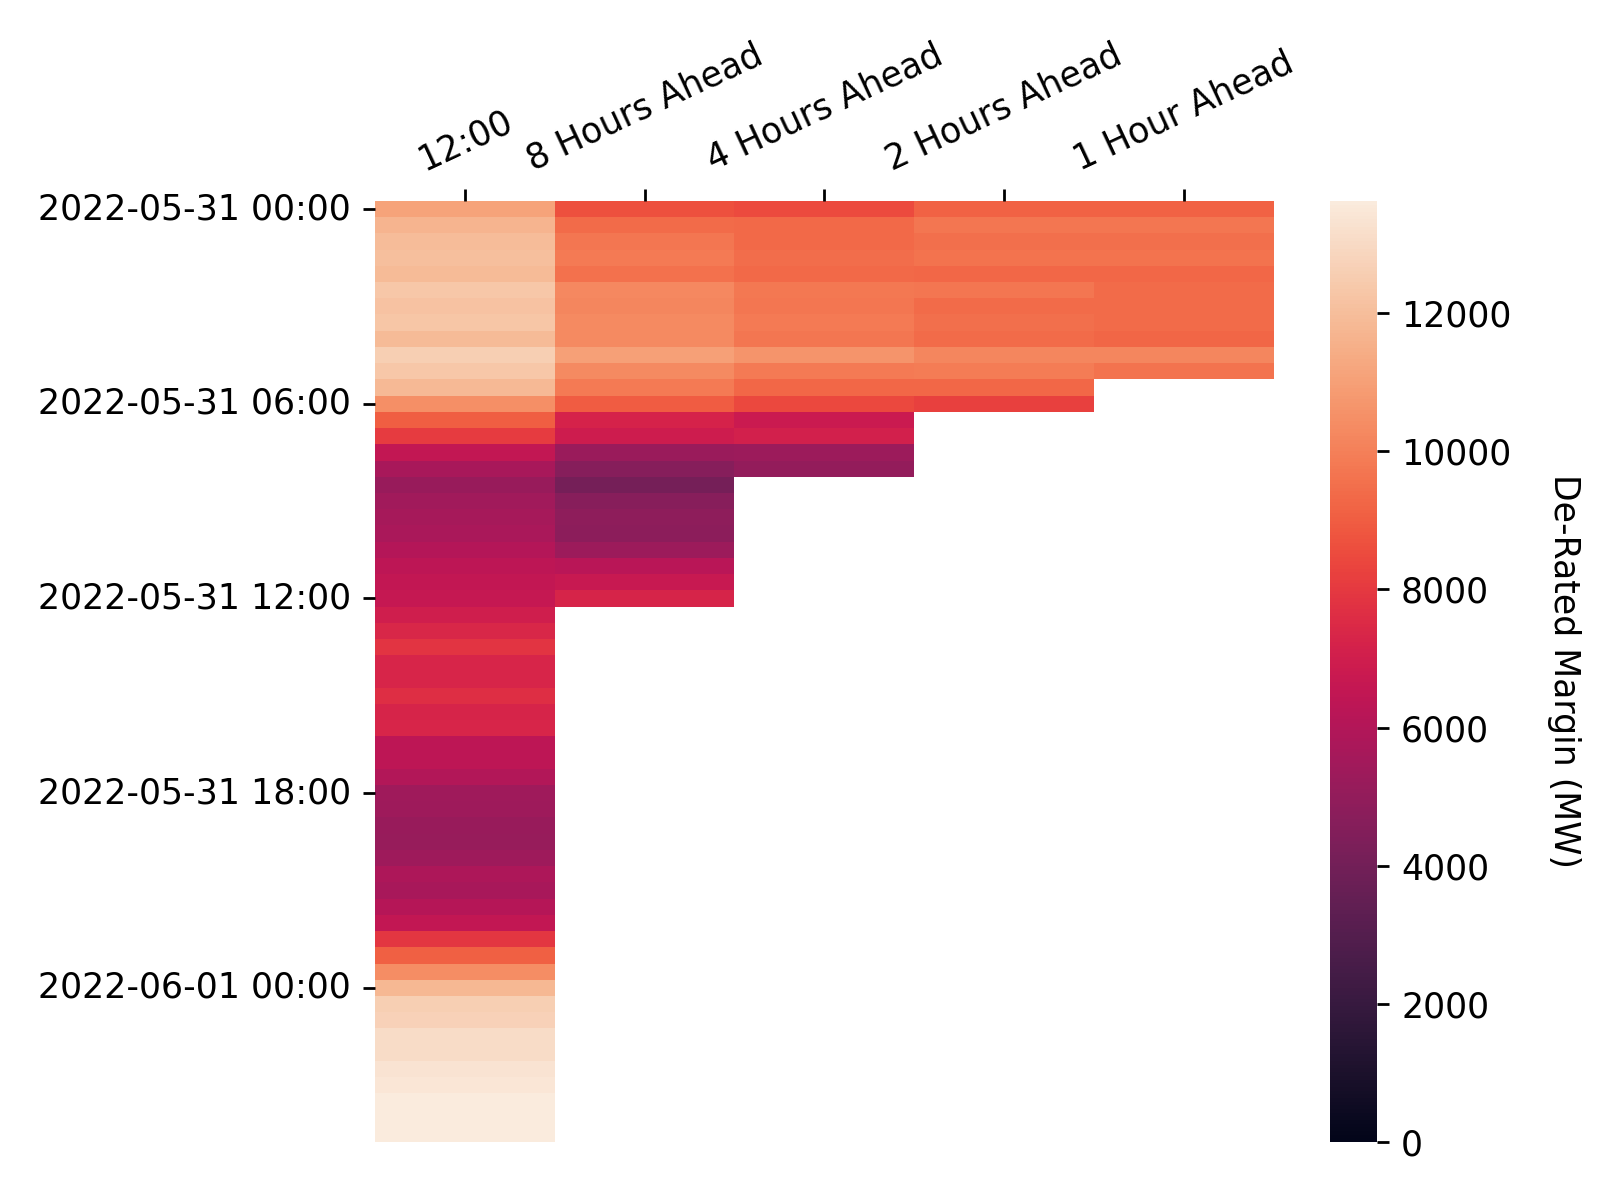 12:00
8 Hours Ahead
4 Hours Ahead
2 Hours Ahead
1 Hour Ahead
2022-05-31 00:00
2022-05-31 06:00
2022-05-31 12:00
2022-05-31 18:00
2022-06-01 00:00
12000
10000
8000
6000
4000
2000
0
De-Rated Margin (MW)